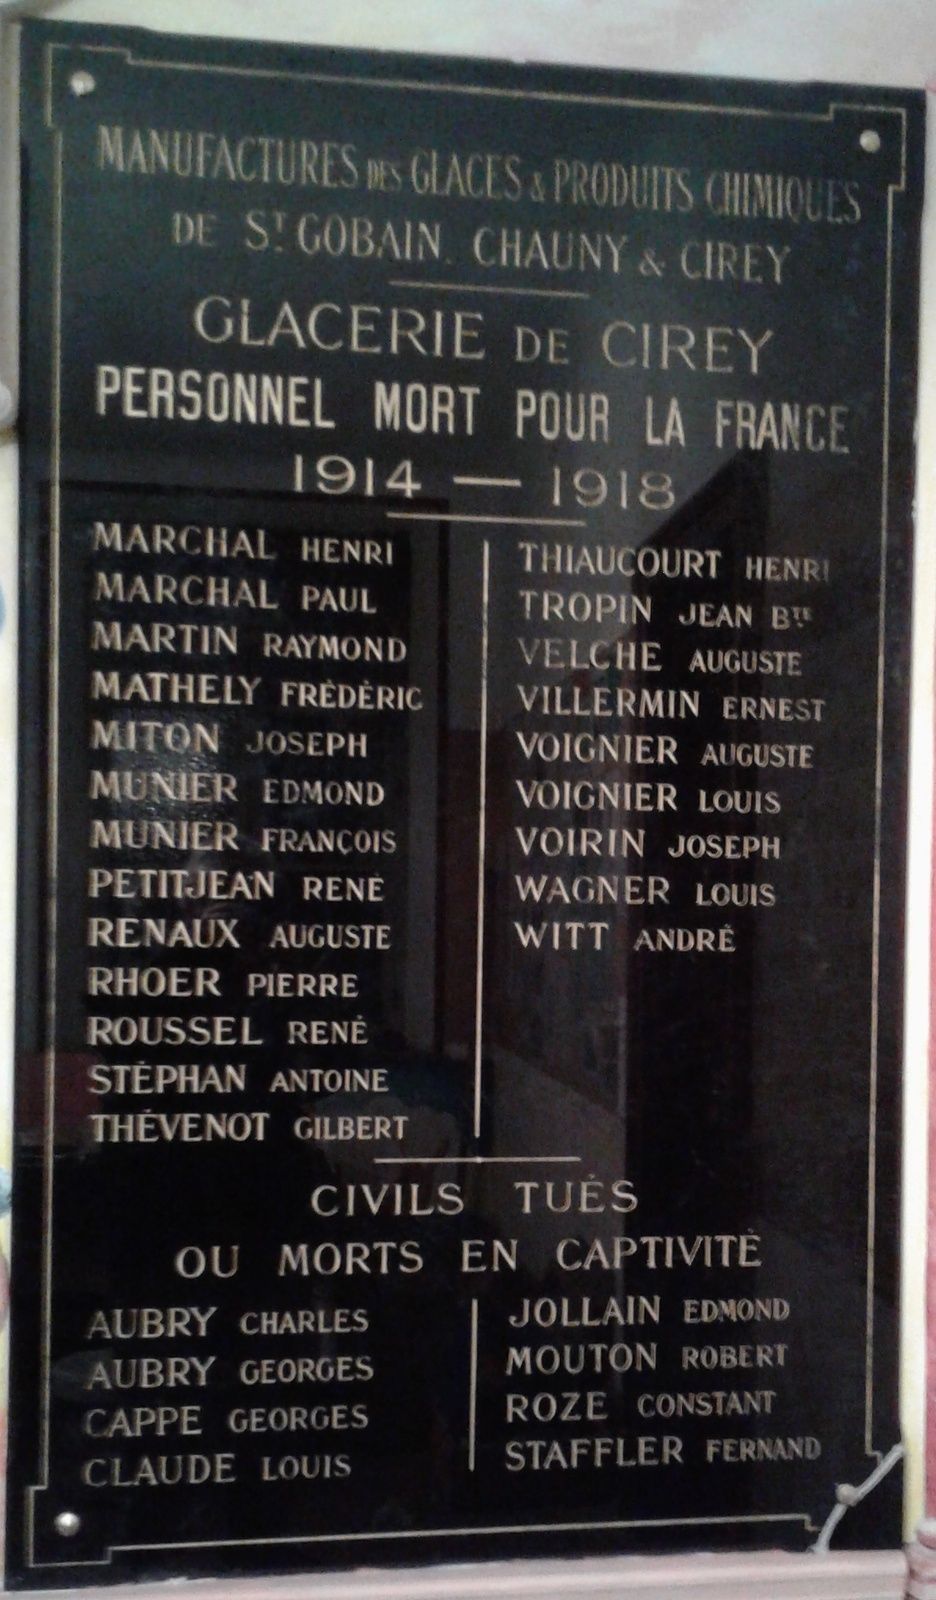 MANUFACTURES DES GLACES & PRODUITS CHIMIQUES
DE ST GOBAIN. CHAUNY & CIREY
GLACERIE DE CIREY
PERSONNEL MORT POUR LA FRANCE
1914 — 1918
MARCHAL HENRI
MARCHAL PAUL
MARTIN RAYMOND
MATHELY FRÉDÉRIC
MITON JOSEPH
MUNIER EDMOND
MUNIER FRANÇOIS
PETITJEAN RENÉ
RENAUX AUGUSTE
RHOER PIERRE
ROUSSEL RENÉ
STÉPHAN ANTOINE
THÉVENOT GILBERT
THIAUCOURT HENRI
TROPIN JEAN BTE
VELCHE AUGUSTE
VILLERMIN ERNEST
VOIGNIER AUGUSTE
VOIGNIER LOUIS
VOIRIN JOSEPH
WAGNER LOUIS
WITT ANDRÉ
CIVILS TUÉS
OU MORTS EN CAPTIVITÉ
AUBRY CHARLES
AUBRY GEORGES
CAPPE GEORGES
CLAUDE LOUIS
JOLLAIN EDMOND
MOUTON ROBERT
ROZE CONSTANT
STAFFLER FERNAND